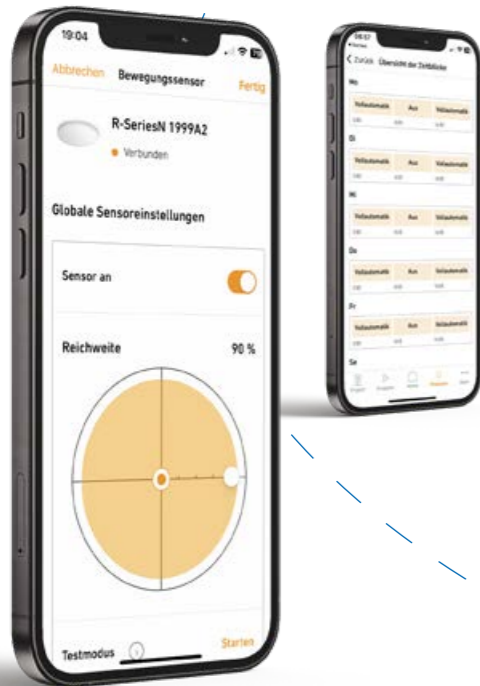 19:04
Abbrechen Bewegungssensor Fertig
R-SeriesN 1999A2
Verbunden
Globale Sensoreinstellungen
Sensor an
Reichweite 90 %
Testmodus Starten
Zurück Übersicht der Zeitblöcke
Mo
Vollautomatik Aus Vollautomatik
Di
Vollautomatik Aus Vollautomatik
Mi
Vollautomatik Aus Vollautomatik
Do
Vollautomatik Aus Vollautomatik
Fr
Vollautomatik Aus Vollautomatik
Sa